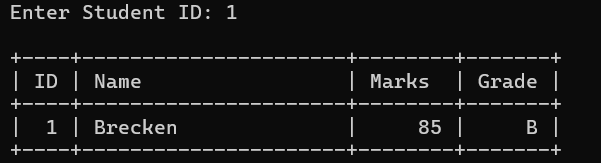 Enter Student ID: 1
+----+---------------------+--------+-------+
| ID | Name                | Marks  | Grade |
+----+---------------------+--------+-------+
|  1 | Brecken             |     85 |     B |
+----+---------------------+--------+-------+